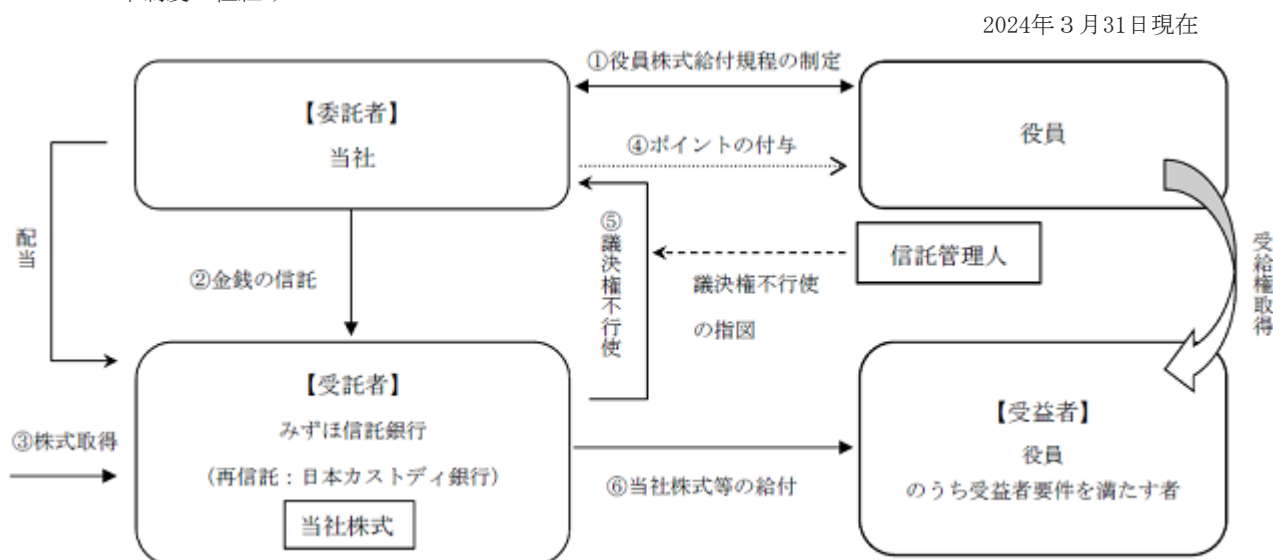 2024年３月31日現在
①役員株式給付規程の制定
【委託者】
当社
役員
④ポイントの付与
配当
②金銭の信託
⑤議決権不行使
信託管理人
議決権不行使
の指図
受給権取得
【受託者】
みずほ信託銀行
(再信託：日本カストディ銀行)
当社株式
③株式取得
⑥当社株式等の給付
【受益者】
役員
のうち受益者要件を満たす者